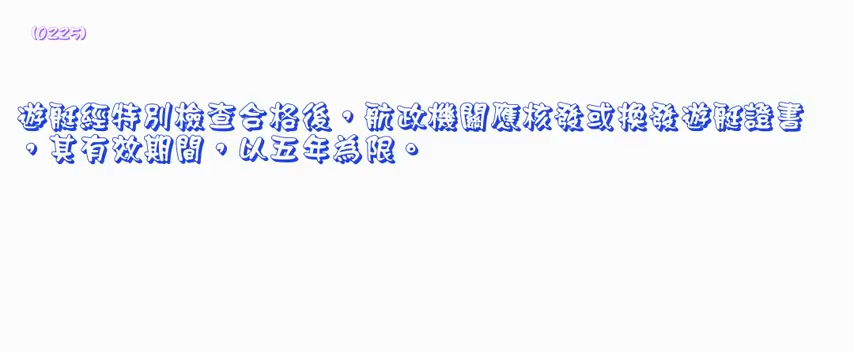 (0225)
遊艇經特別檢查合格後，航政機關應核發或換發遊艇證書
，其有效期間，以五年為限。